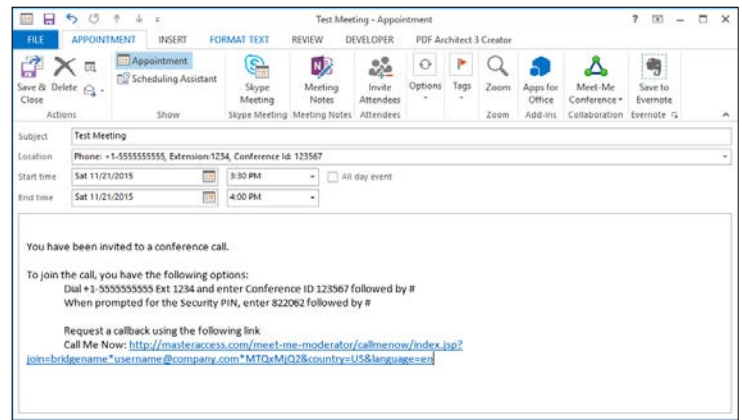 Test Meeting - Appointment
FILE APPOINTMENT INSERT FORMAT TEXT REVIEW DEVELOPER PDF Architect 3 Creator
Appointment
Scheduling Assistant
Save & Close Delete Skype Meeting Meeting Notes Invite Attendees Options Tags Zoom Apps for Office Meet-Me Conference Save to Evernote
Actions Show Skype Meeting Meeting Notes Attendees Zoom Add-ins Collaboration Evernote
Subject Test Meeting
Location Phone: +1-5555555555, Extension:1234, Conference Id: 123567
Start time Sat 11/21/2015 3:30 PM All day event
End time Sat 11/21/2015 4:00 PM
You have been invited to a conference call.
To join the call, you have the following options:
Dial +1-5555555555 Ext 1234 and enter Conference ID 123567 followed by #
When prompted for the Security PIN, enter 822062 followed by #
Request a callback using the following link
Call Me Now: http://masteraccess.com/meet-me-moderator/callmenow/index.jsp?
join=bridgename*username@company.com*MTQxMjQ2&country=US&language=en